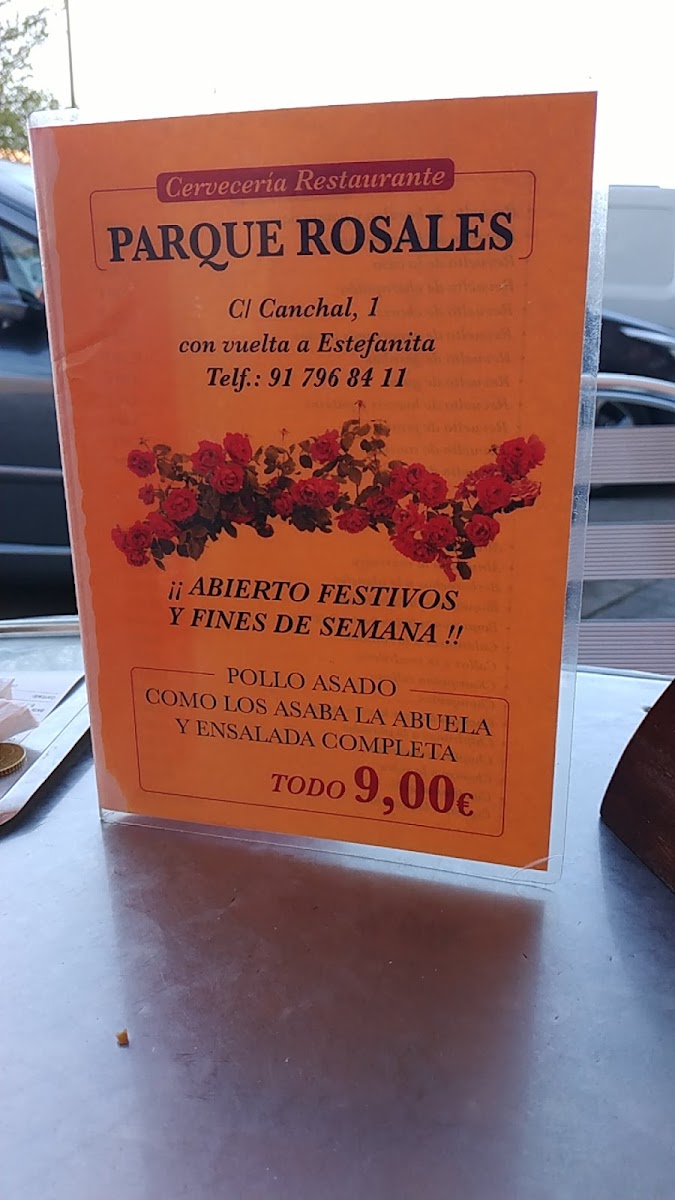 Cervecería Restaurante
PARQUE ROSALES
C/ Canchal, 1
con vuelta a Estefanita
Telf.: 91 796 84 11
¡¡ ABIERTO FESTIVOS
Y FINES DE SEMANA !!
POLLO ASADO
COMO LOS ASABA LA ABUELA
Y ENSALADA COMPLETA
TODO 9,00€